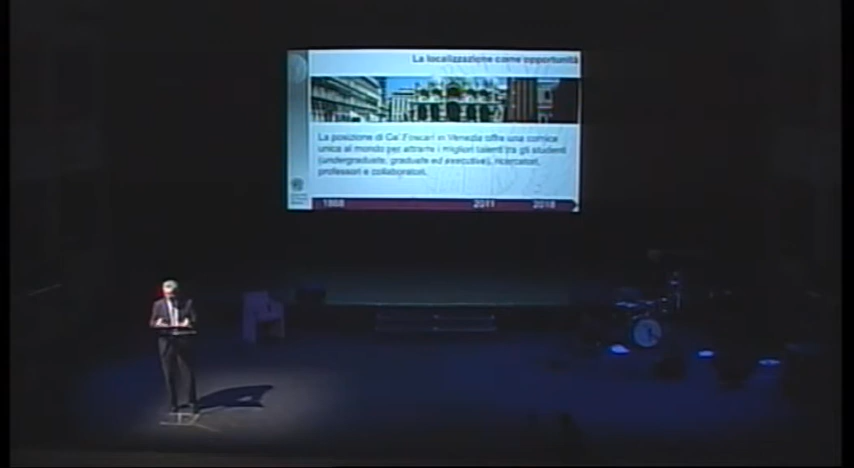 La localizzazione come opportunità
La posizione di Ca' Foscari in Venezia offre una cornice
unica al mondo per attrarre i migliori talenti tra gli studenti
(undergraduate, graduate ed executive), ricercatori,
professori e collaboratori.
1868 2011 2018